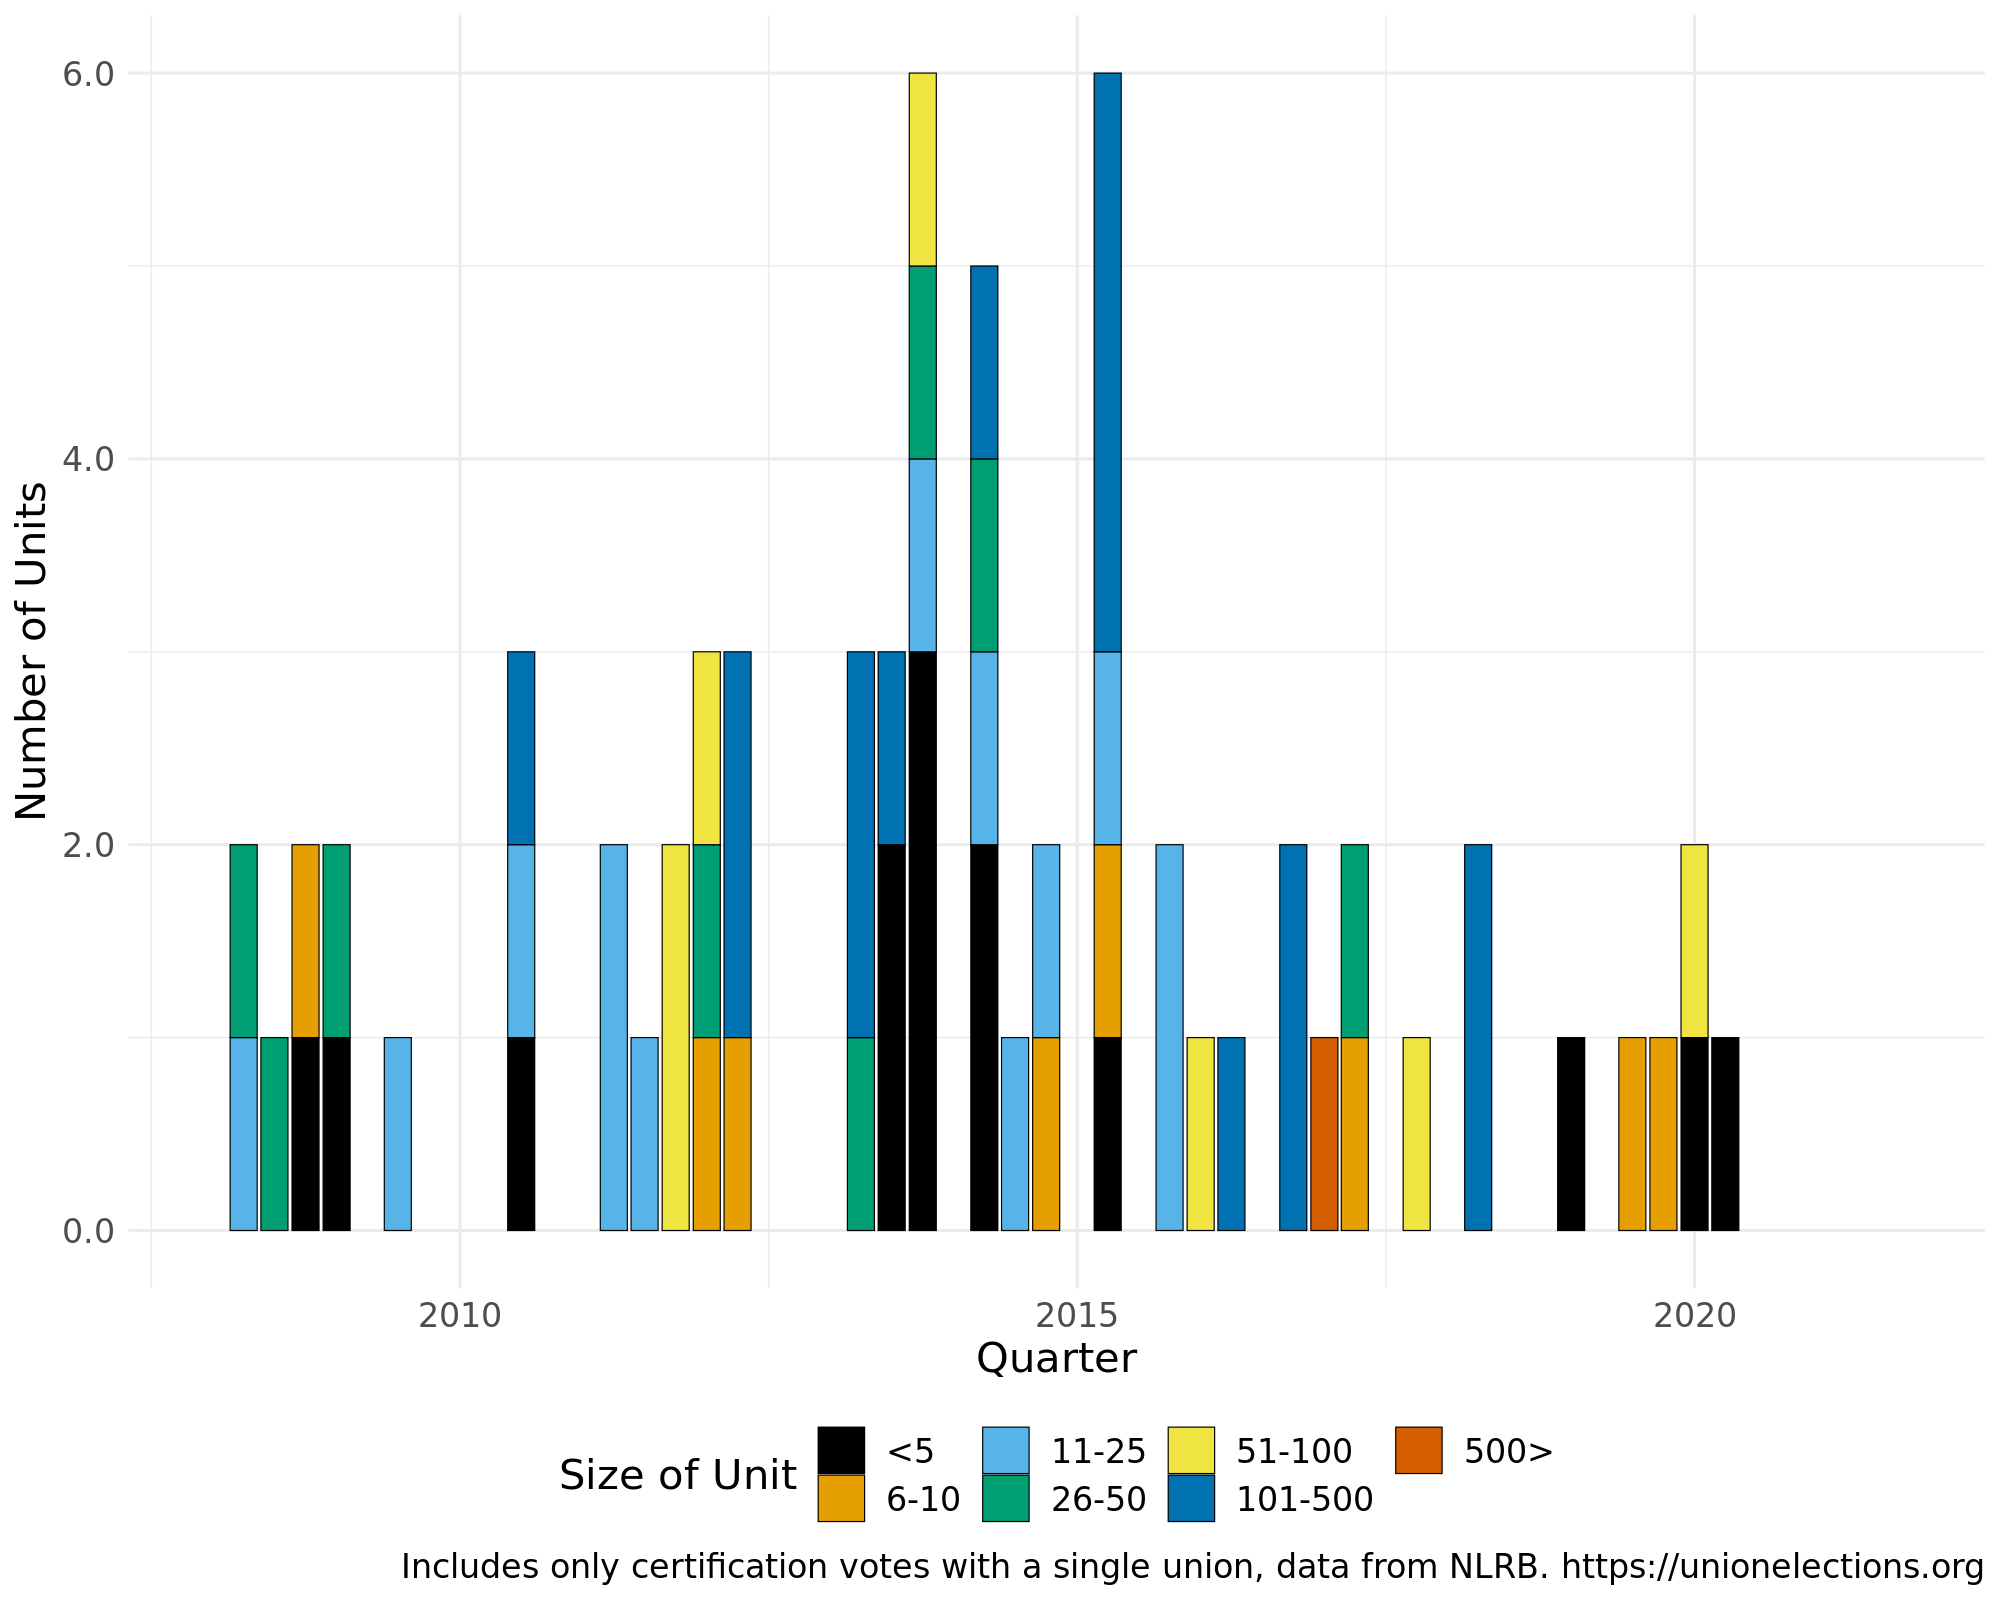 6.0
4.0
2.0
0.0
Number of Units
2010 2015 2020
Quarter
Size of Unit
<5 11-25 51-100 500>
6-10 26-50 101-500
Includes only certification votes with a single union, data from NLRB. https://unionelections.org